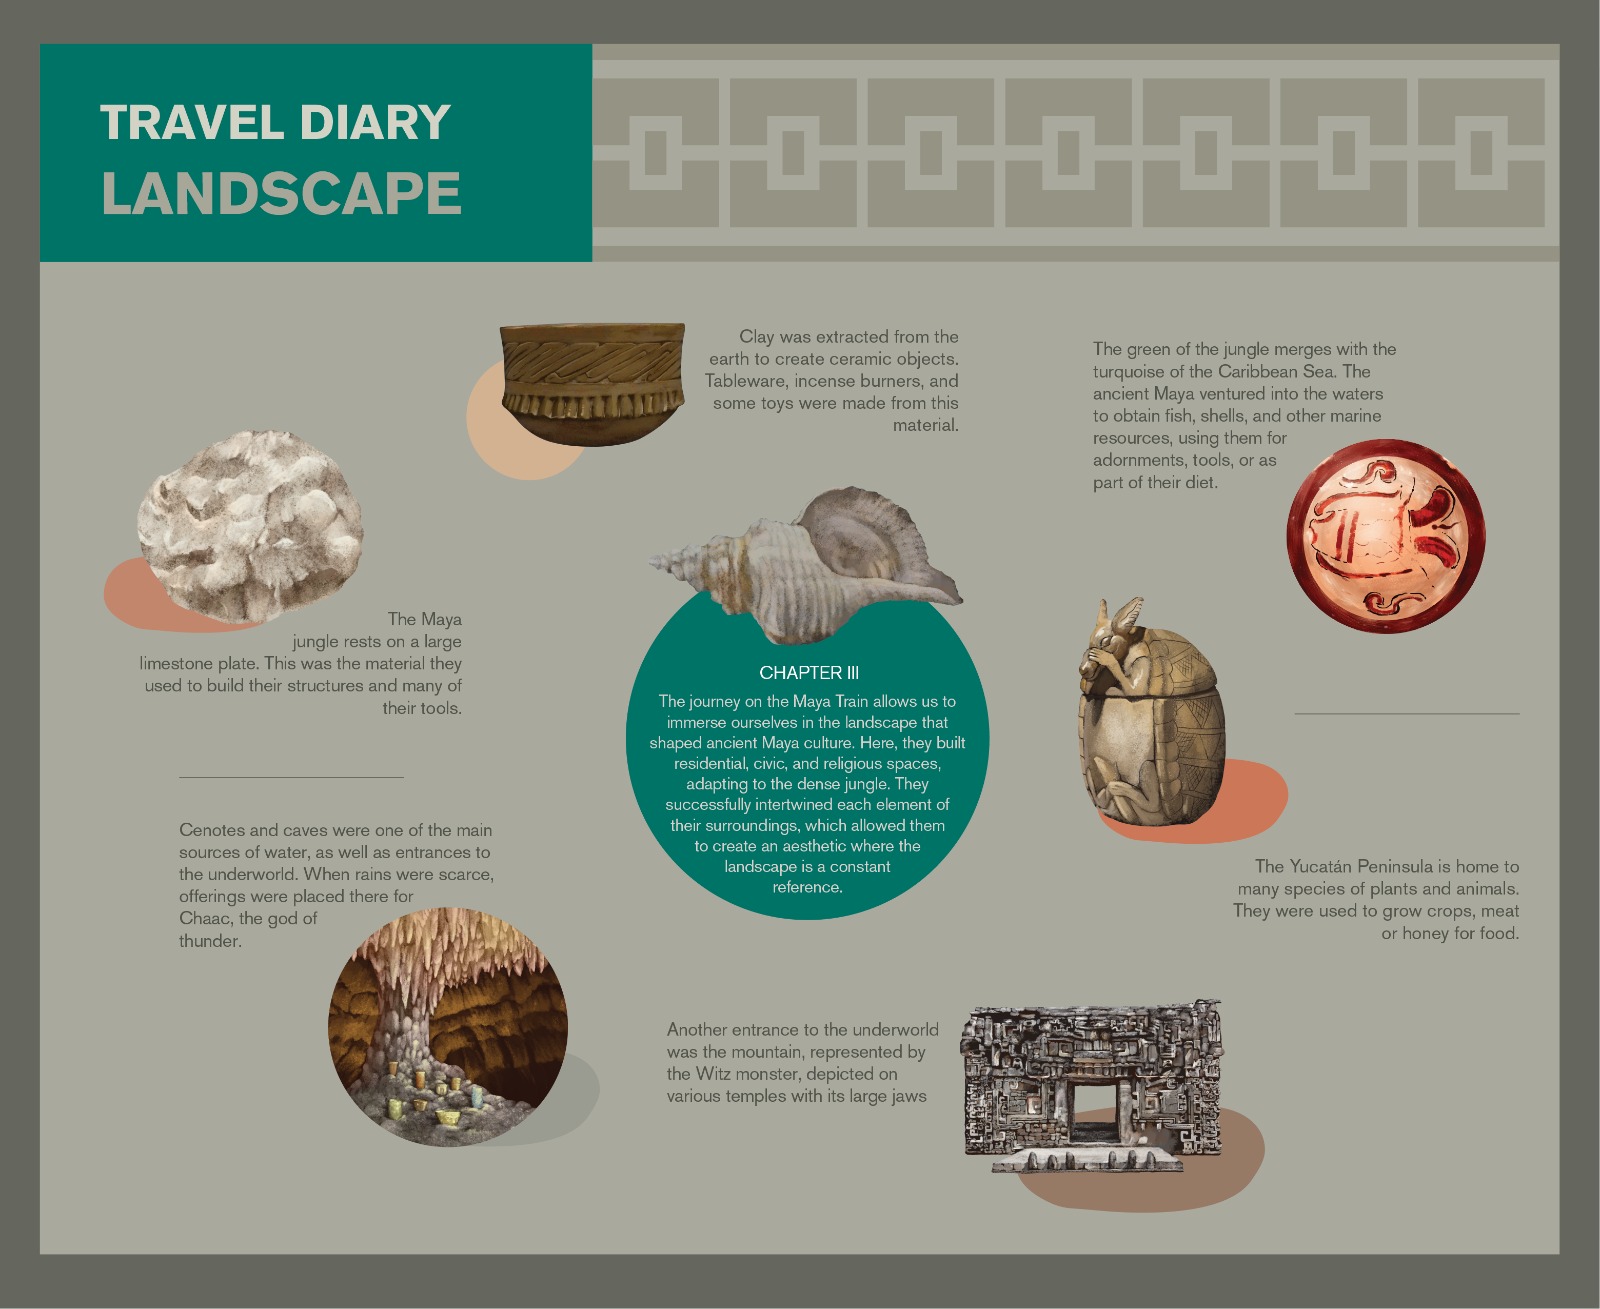 TRAVEL DIARY
LANDSCAPE
Clay was extracted from the
earth to create ceramic objects.
Tableware, incense burners, and
some toys were made from this
material.
The green of the jungle merges with the
turquoise of the Caribbean Sea. The
ancient Maya ventured into the waters
to obtain fish, shells, and other marine
resources, using them for
adornments, tools, or as
part of their diet.
The Maya
jungle rests on a large
limestone plate. This was the material they
used to build their structures and many of
their tools.
CHAPTER III
The journey on the Maya Train allows us to
immerse ourselves in the landscape that
shaped ancient Maya culture. Here, they built
residential, civic, and religious spaces,
adapting to the dense jungle. They
successfully intertwined each element of
their surroundings, which allowed them
to create an aesthetic where the
landscape is a constant
reference.
Cenotes and caves were one of the main
sources of water, as well as entrances to
the underworld. When rains were scarce,
offerings were placed there for
Chaac, the god of
thunder.
The Yucatán Peninsula is home to
many species of plants and animals.
They were used to grow crops, meat
or honey for food.
Another entrance to the underworld
was the mountain, represented by
the Witz monster, depicted on
various temples with its large jaws